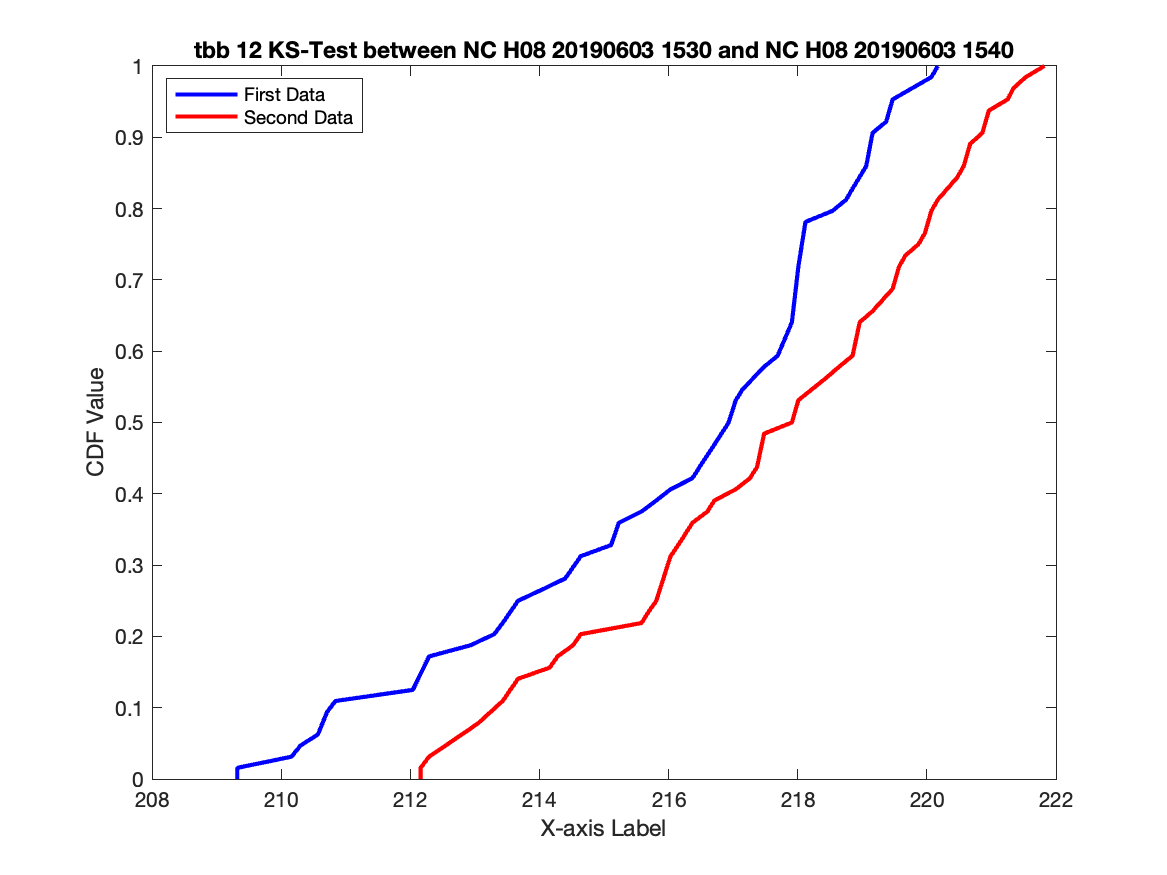 tbb 12 KS-Test between NC H08 20190603 1530 and NC H08 20190603 1540
First Data
Second Data
CDF Value
1
0.9
0.8
0.7
0.6
0.5
0.4
0.3
0.2
0.1
0
208 210 212 214 216 218 220 222
X-axis Label